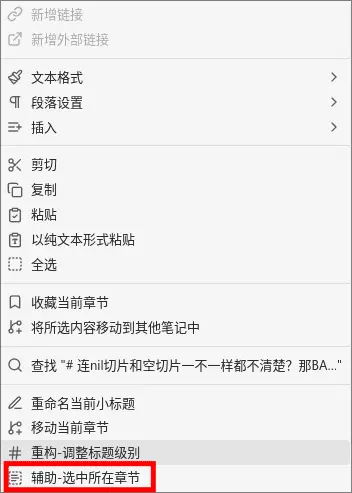 新增链接
新增外部链接
文本格式
段落设置
插入
剪切
复制
粘贴
以纯文本形式粘贴
全选
收藏当前章节
将所选内容移动到其他笔记中
查找 "# 连nil切片和空切片一不一样都不清楚？那BA..."
重命名当前小标题
移动当前章节
重构-调整标题级别
辅助-选中所在章节